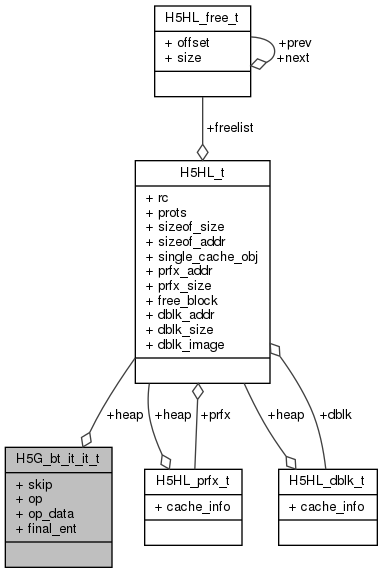 H5HL_free_t
+ offset
+ size
+prev
+next
+freelist
H5HL_t
+ rc
+ prots
+ sizeof_size
+ sizeof_addr
+ single_cache_obj
+ prfx_addr
+ prfx_size
+ free_block
+ dblk_addr
+ dblk_size
+ dblk_image
+heap
+heap
+prfx
+heap
+dblk
H5G_bt_it_it_t
+ skip
+ op
+ op_data
+ final_ent
H5HL_prfx_t
+ cache_info
H5HL_dblk_t
+ cache_info